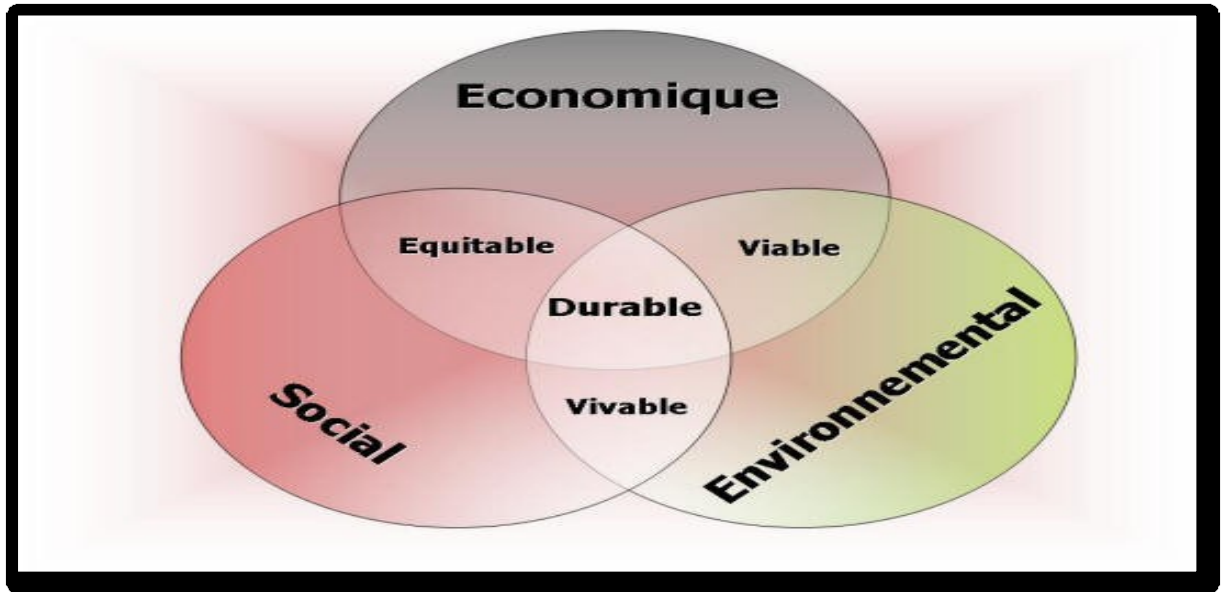 Economique
Equitable
Viable
Durable
Vivable
Social
Environnemental